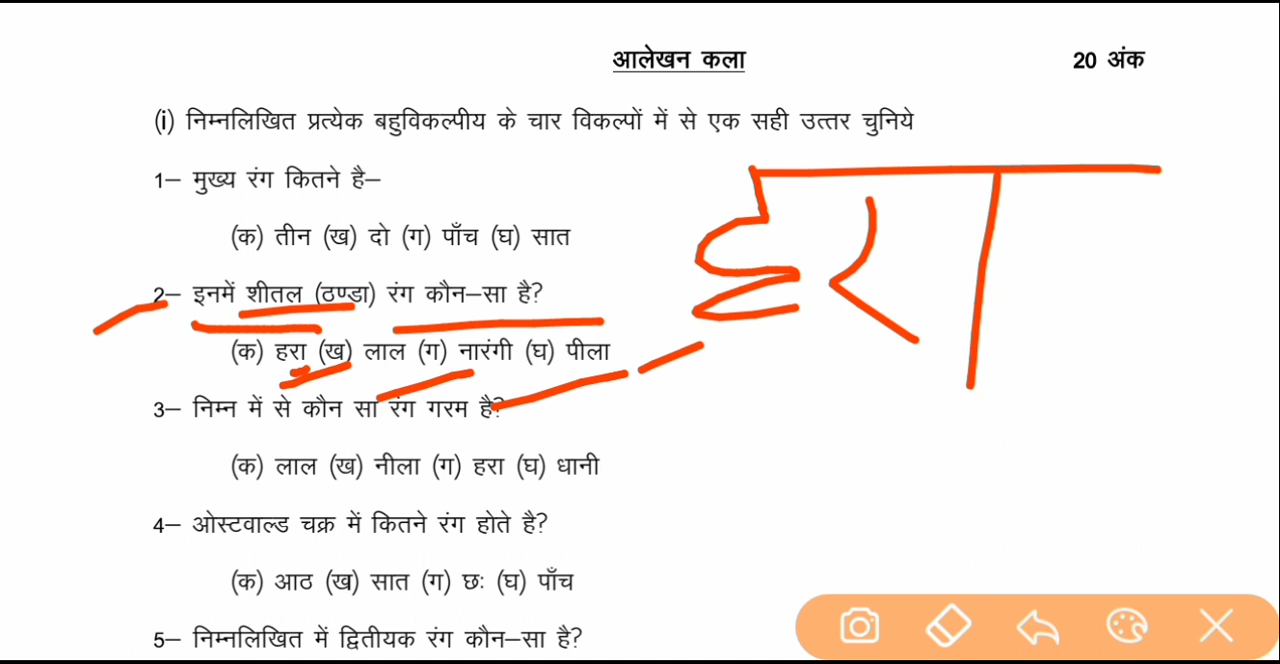 आलेखन कला 20 अंक
(i) निम्नलिखित प्रत्येक बहुविकल्पीय के चार विकल्पों में से एक सही उत्तर चुनिये
1– मुख्य रंग कितने है–
(क) तीन (ख) दो (ग) पाँच (घ) सात
2– इनमें शीतल (ठण्डा) रंग कौन–सा है?
(क) हरा (ख) लाल (ग) नारंगी (घ) पीला
हरा
3– निम्न में से कौन सा रंग गरम है?
(क) लाल (ख) नीला (ग) हरा (घ) धानी
4– ओस्टवाल्ड चक्र में कितने रंग होते है?
(क) आठ (ख) सात (ग) छः (घ) पाँच
5– निम्नलिखित में द्वितीयक रंग कौन–सा है?